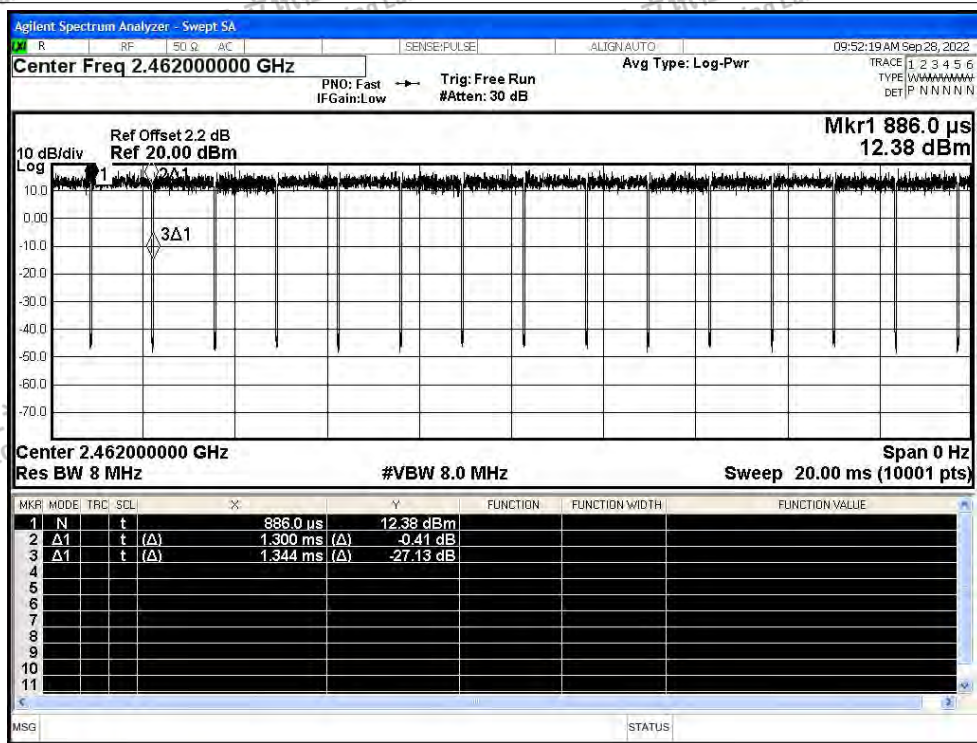 Agilent Spectrum Analyzer - Swept SA
R RF 50 Ω AC SENSE:PULSE ALIGN AUTO 09:52:19 AM Sep 28, 2022
Center Freq 2.462000000 GHz
PNO: Fast
IFGain:Low
Trig: Free Run
#Atten: 30 dB
Avg Type: Log-Pwr
TRACE 1 2 3 4 5 6
TYPE WWWWWW
DET P N N N N N
Mkr1 886.0 µs
12.38 dBm
Ref Offset 2.2 dB
10 dB/div Ref 20.00 dBm
Log
1 2Δ1
10.0
0.00
3Δ1
-10.0
-20.0
-30.0
-40.0
-50.0
-60.0
-70.0
Center 2.462000000 GHz Span 0 Hz
Res BW 8 MHz #VBW 8.0 MHz Sweep 20.00 ms (10001 pts)
MKR MODE TRC SCL X Y FUNCTION FUNCTION WIDTH FUNCTION VALUE
1 N t 886.0 µs 12.38 dBm
2 Δ1 t (Δ) 1.300 ms (Δ) -0.41 dB
3 Δ1 t (Δ) 1.344 ms (Δ) -27.13 dB
4
5
6
7
8
9
10
11
MSG STATUS